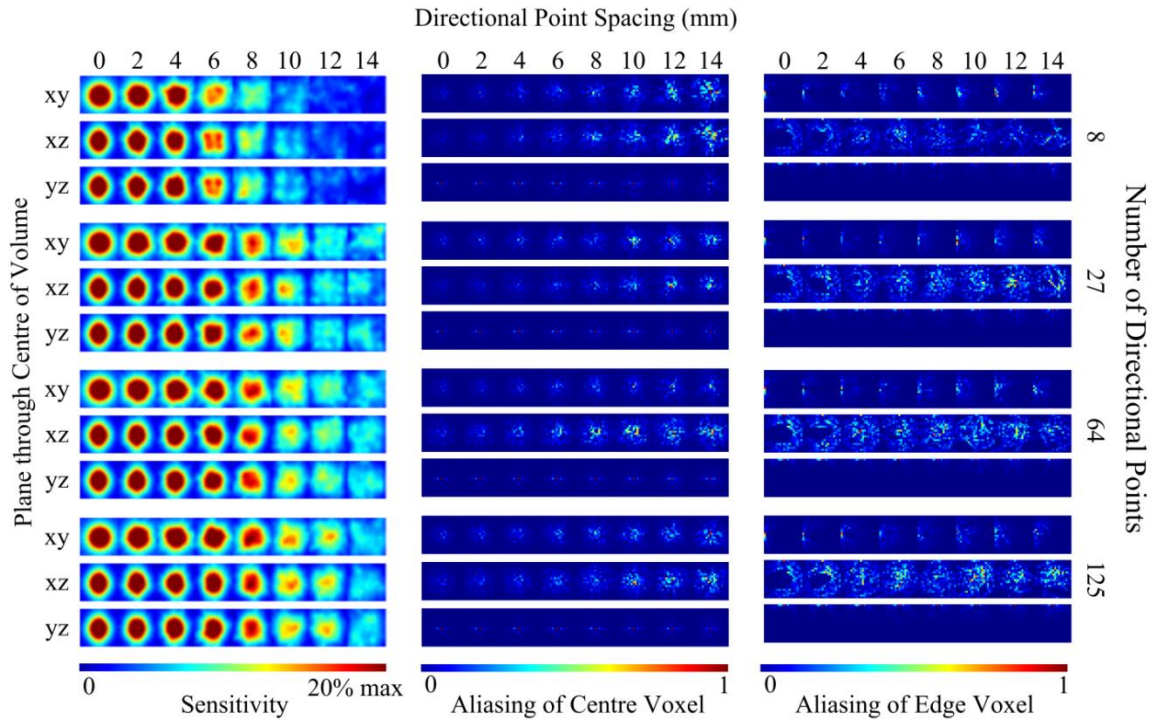 Directional Point Spacing (mm)
0 2 4 6 8 10 12 14
0 2 4 6 8 10 12 14
0 2 4 6 8 10 12 14
Plane through Centre of Volume
xy
xz
yz
xy
xz
yz
xy
xz
yz
xy
xz
yz
8
27
64
125
Number of Directional Points
0 20% max
Sensitivity
0 1
Aliasing of Centre Voxel
0 1
Aliasing of Edge Voxel